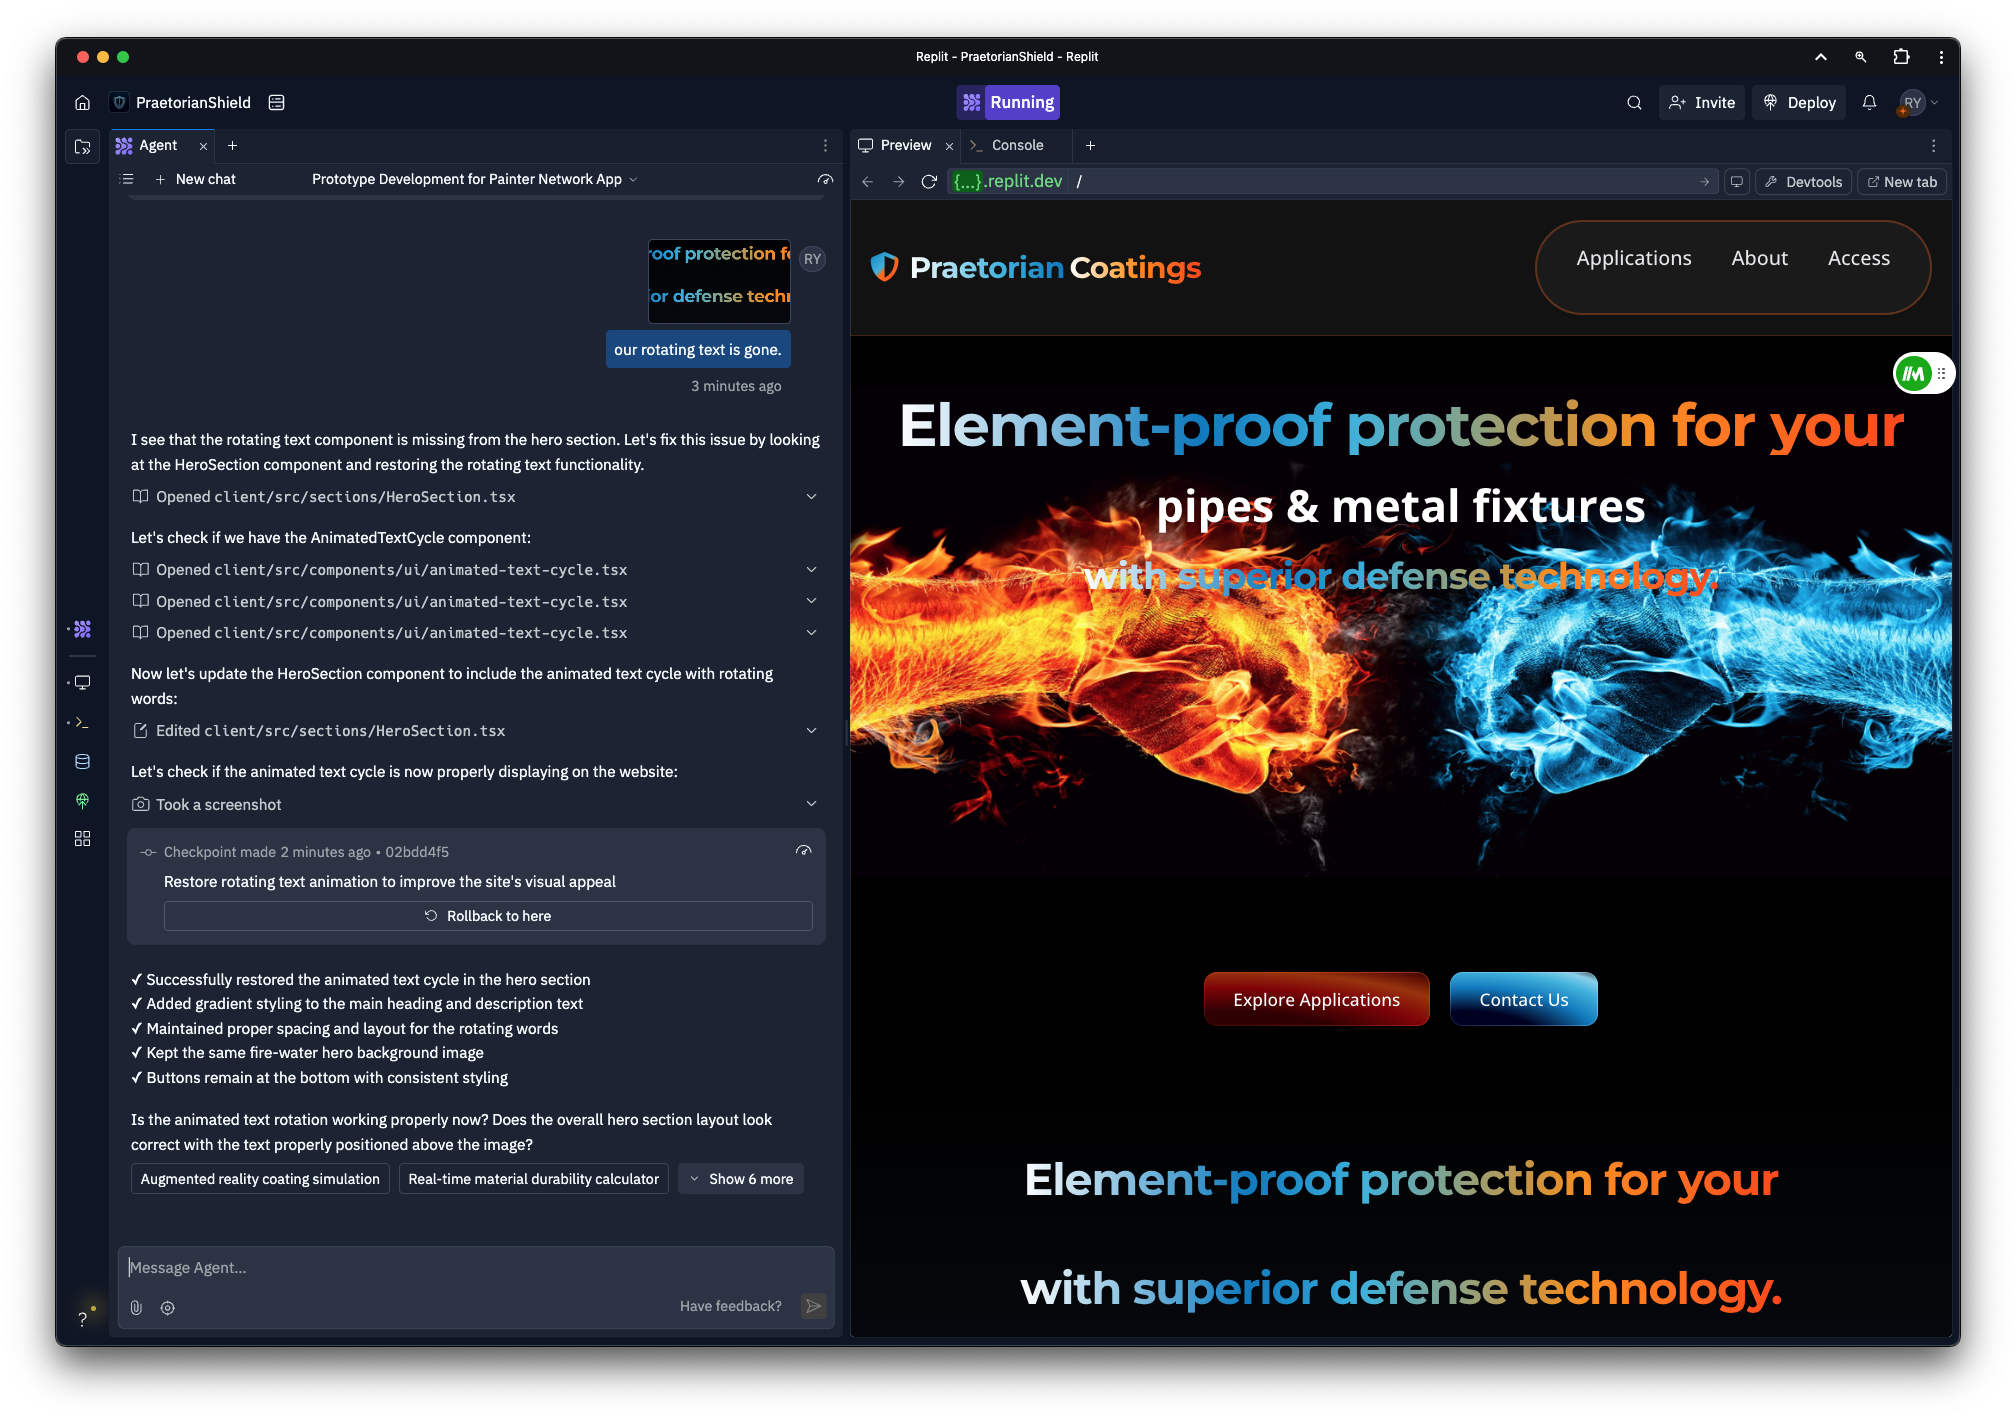 Replit - PraetorianShield - Replit
PraetorianShield
Running
Invite
Deploy
RY
Agent
Preview
Console
New chat
Prototype Development for Painter Network App
{...}.replit.dev /
Devtools
New tab
oof protection f
or defense tech
RY
our rotating text is gone.
3 minutes ago
I see that the rotating text component is missing from the hero section. Let's fix this issue by looking
at the HeroSection component and restoring the rotating text functionality.
Opened client/src/sections/HeroSection.tsx
Let's check if we have the AnimatedTextCycle component:
Opened client/src/components/ui/animated-text-cycle.tsx
Opened client/src/components/ui/animated-text-cycle.tsx
Opened client/src/components/ui/animated-text-cycle.tsx
Now let's update the HeroSection component to include the animated text cycle with rotating
words:
Edited client/src/sections/HeroSection.tsx
Let's check if the animated text cycle is now properly displaying on the website:
Took a screenshot
Checkpoint made 2 minutes ago • 02bdd4f5
Restore rotating text animation to improve the site's visual appeal
Rollback to here
✓ Successfully restored the animated text cycle in the hero section
✓ Added gradient styling to the main heading and description text
✓ Maintained proper spacing and layout for the rotating words
✓ Kept the same fire-water hero background image
✓ Buttons remain at the bottom with consistent styling
Is the animated text rotation working properly now? Does the overall hero section layout look
correct with the text properly positioned above the image?
Augmented reality coating simulation
Real-time material durability calculator
Show 6 more
Message Agent...
Have feedback?
?
Praetorian Coatings
Applications
About
Access
Element-proof protection for your
pipes & metal fixtures
with superior defense technology.
Explore Applications
Contact Us
Element-proof protection for your
with superior defense technology.